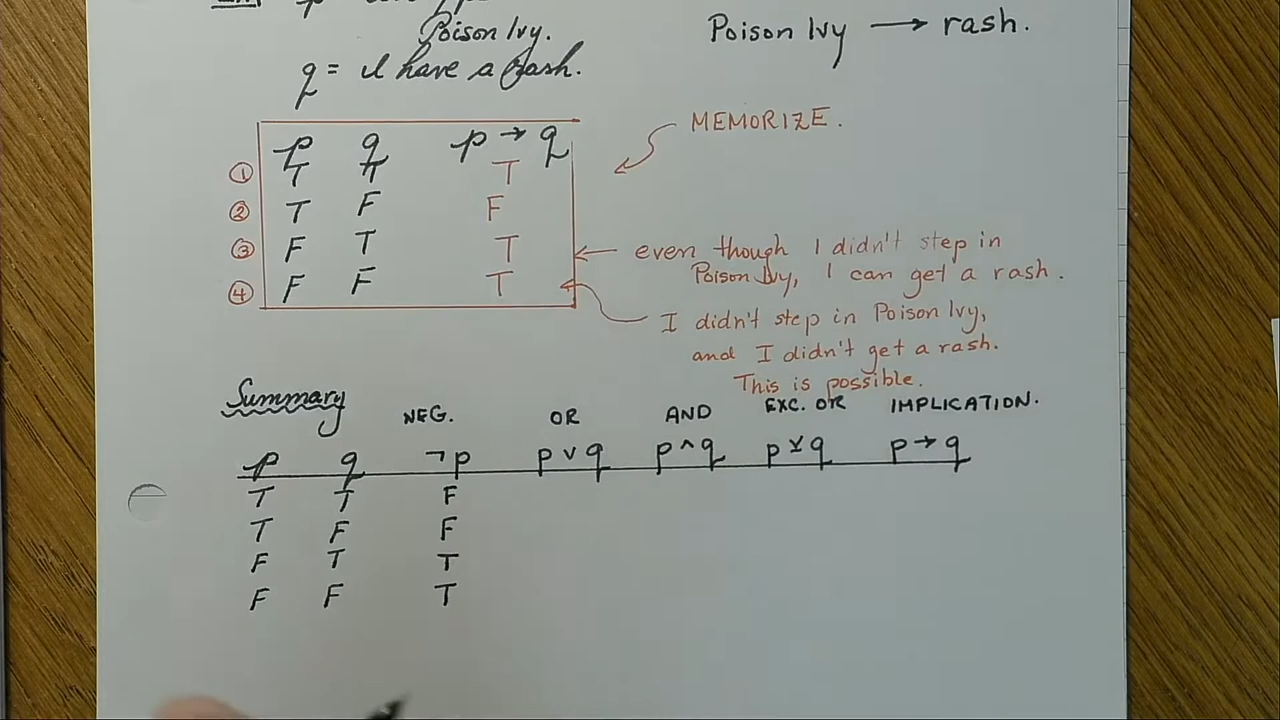 Poison Ivy.
Poison Ivy → rash.
q = I have a Rash.
MEMORIZE.
p q p → q
① T T T
② T F F
③ F T T
④ F F T
even though I didn't step in
Poison Ivy, I can get a rash.
I didn't step in Poison Ivy,
and I didn't get a rash.
This is possible.
Summary
NEG. OR AND EXC. OR IMPLICATION.
p q ¬p p ∨ q p ∧ q p ⊻ q p → q
T T F
T F F
F T T
F F T